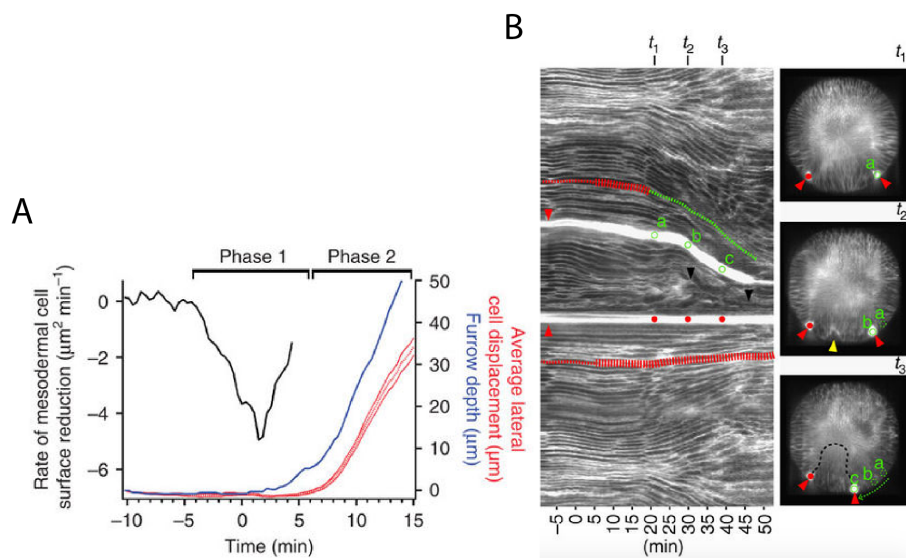 A
Phase 1
Phase 2
Rate of mesodermal cell
surface reduction (μm² min⁻¹)
0
−2
−4
−6
50
40
30
20
10
0
Average lateral
cell displacement (μm)
Furrow depth (μm)
−10
−5
0
5
10
15
Time (min)
B
t1
t2
t3
a
b
c
−5
0
5
10
15
20
25
30
35
40
45
50
(min)
t1
a
t2
a
b
t3
a
b
c